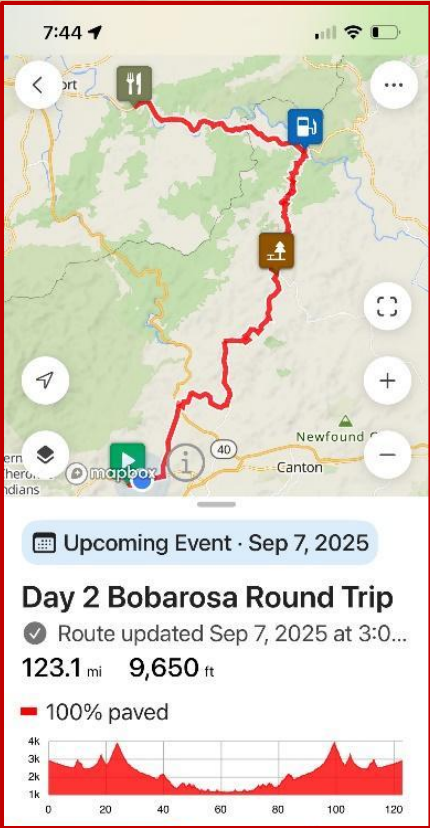 7:44
ort
40
Newfound G
Canton
ern
Chero
ndians
mapbox
Upcoming Event · Sep 7, 2025
Day 2 Bobarosa Round Trip
Route updated Sep 7, 2025 at 3:0...
123.1 mi 9,650 ft
100% paved
4k
3k
2k
1k
0 20 40 60 80 100 120